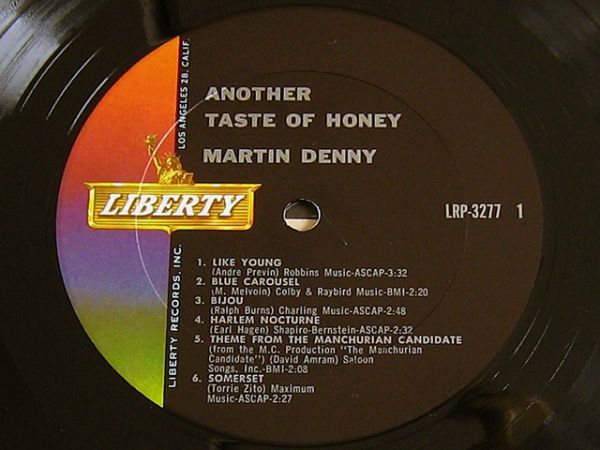 ANOTHER
TASTE OF HONEY
MARTIN DENNY
LIBERTY
LRP-3277 1
1. LIKE YOUNG
(Andre Previn) Robbins Music-ASCAP-3:32
2. BLUE CAROUSEL
(M. Melvoin) Colby & Raybird Music-BMI-2:20
3. BIJOU
(Ralph Burns) Charling Music-ASCAP-2:48
4. HARLEM NOCTURNE
(Earl Hagen) Shapiro-Bernstein-ASCAP-2:32
5. THEME FROM THE MANCHURIAN CANDIDATE
(from the M.C. Production "The Manchurian
Candidate") (David Amram) Saloon
Songs, Inc.-BMI-2:08
6. SOMERSET
(Torrie Zito) Maximum
Music-ASCAP-2:27
LIBERTY RECORDS, INC.
LOS ANGELES 28, CALIF.